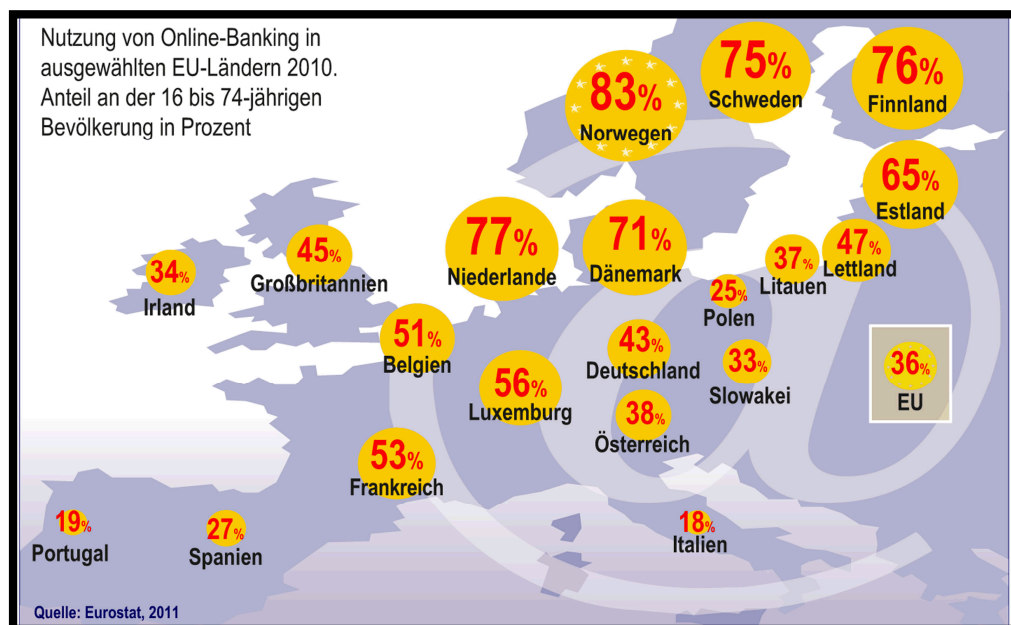 Nutzung von Online-Banking in
ausgewählten EU-Ländern 2010.
Anteil an der 16 bis 74-jährigen
Bevölkerung in Prozent
83%
Norwegen
75%
Schweden
76%
Finnland
65%
Estland
34%
Irland
45%
Großbritannien
77%
Niederlande
71%
Dänemark
37%
Litauen
47%
Lettland
25%
Polen
51%
Belgien
56%
Luxemburg
43%
Deutschland
33%
Slowakei
36%
EU
38%
Österreich
53%
Frankreich
19%
Portugal
27%
Spanien
18%
Italien
Quelle: Eurostat, 2011